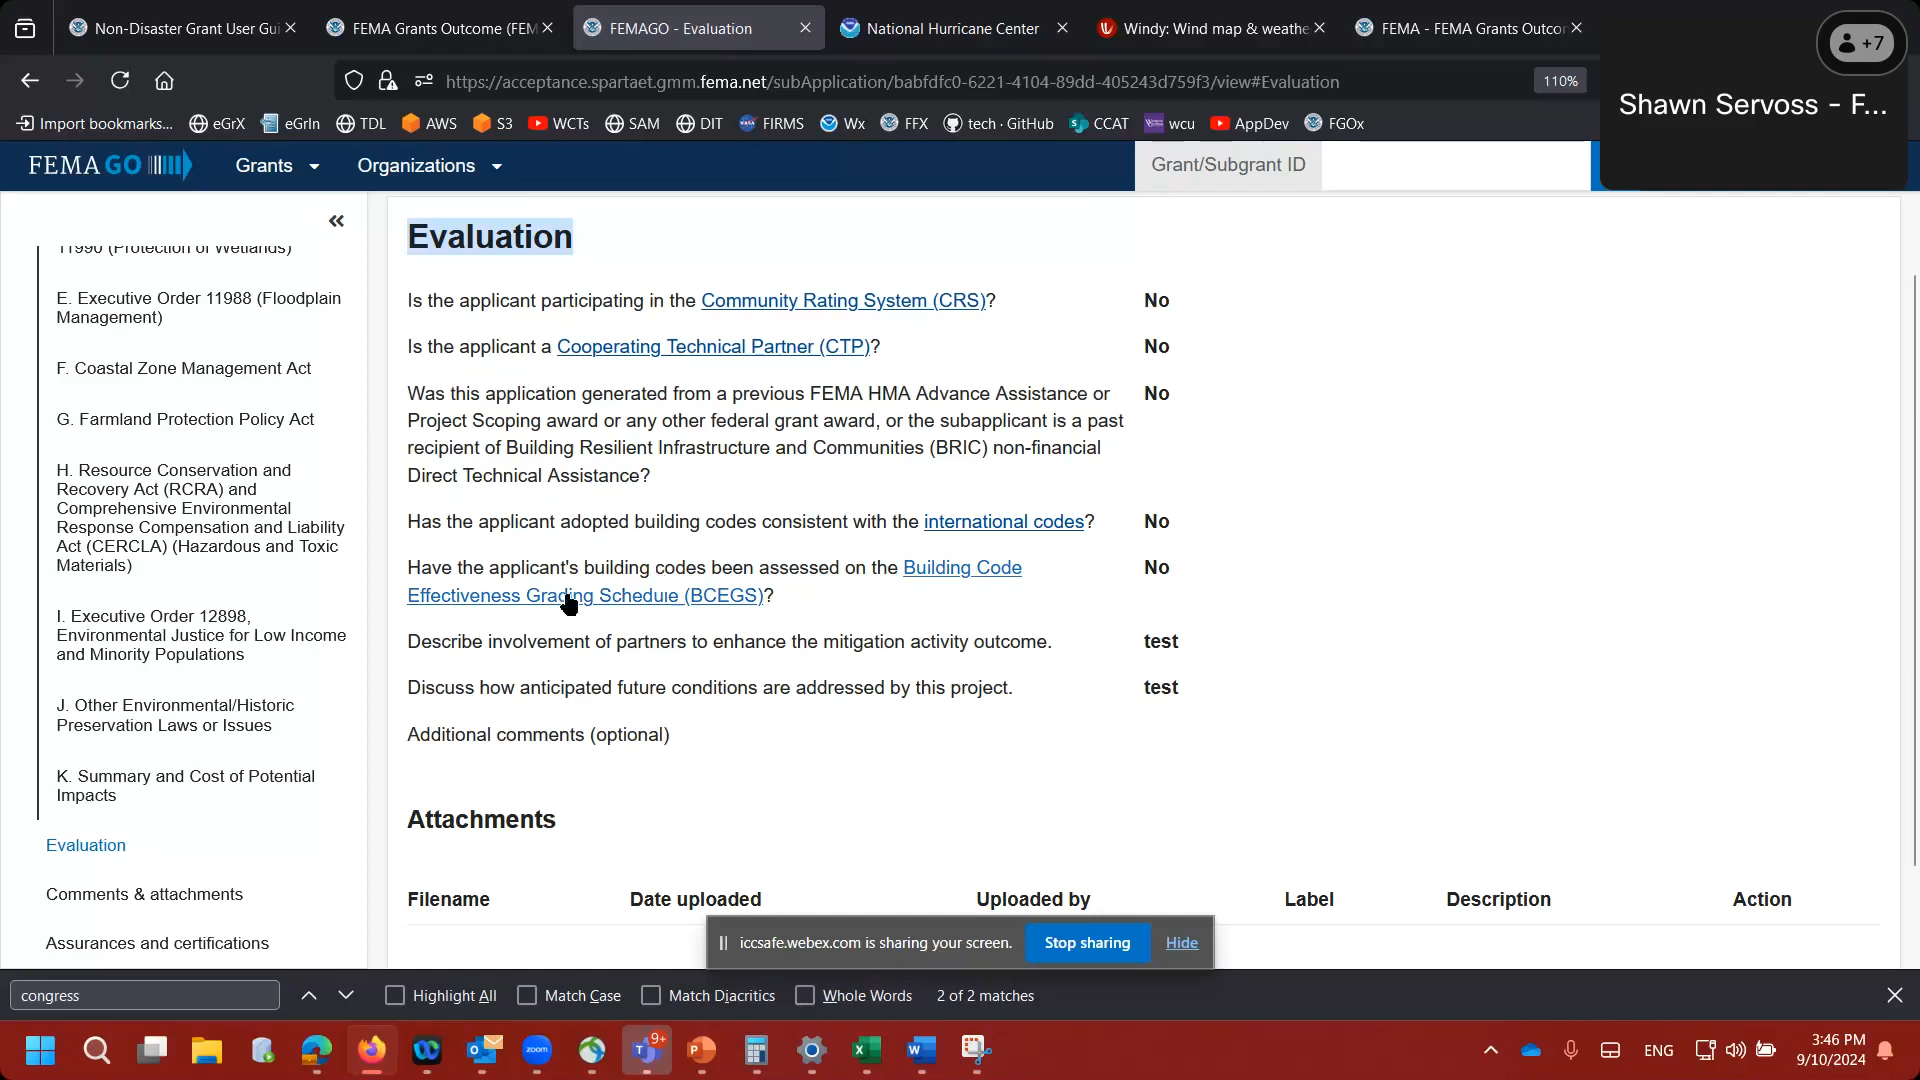 Non-Disaster Grant User Gui
FEMA Grants Outcome (FEM
FEMAGO - Evaluation
National Hurricane Center
Windy: Wind map & weathe
FEMA - FEMA Grants Outcor
+7
https://acceptance.spartaet.gmm.fema.net/subApplication/babfdfc0-6221-4104-89dd-405243d759f3/view#Evaluation
110%
Shawn Servoss - F...
Import bookmarks...
eGrX
eGrIn
TDL
AWS
S3
WCTs
SAM
DIT
FIRMS
Wx
FFX
tech · GitHub
CCAT
wcu
AppDev
FGOx
FEMA GO
Grants
Organizations
Grant/Subgrant ID
11990 (Protection of Wetlands)
E. Executive Order 11988 (Floodplain
Management)
F. Coastal Zone Management Act
G. Farmland Protection Policy Act
H. Resource Conservation and
Recovery Act (RCRA) and
Comprehensive Environmental
Response Compensation and Liability
Act (CERCLA) (Hazardous and Toxic
Materials)
I. Executive Order 12898,
Environmental Justice for Low Income
and Minority Populations
J. Other Environmental/Historic
Preservation Laws or Issues
K. Summary and Cost of Potential
Impacts
Evaluation
Comments & attachments
Assurances and certifications
Evaluation
Is the applicant participating in the Community Rating System (CRS)? No
Is the applicant a Cooperating Technical Partner (CTP)? No
Was this application generated from a previous FEMA HMA Advance Assistance or No
Project Scoping award or any other federal grant award, or the subapplicant is a past
recipient of Building Resilient Infrastructure and Communities (BRIC) non-financial
Direct Technical Assistance?
Has the applicant adopted building codes consistent with the international codes? No
Have the applicant's building codes been assessed on the Building Code No
Effectiveness Grading Schedule (BCEGS)?
Describe involvement of partners to enhance the mitigation activity outcome. test
Discuss how anticipated future conditions are addressed by this project. test
Additional comments (optional)
Attachments
Filename Date uploaded Uploaded by Label Description Action
iccsafe.webex.com is sharing your screen. Stop sharing Hide
congress
Highlight All
Match Case
Match Diacritics
Whole Words
2 of 2 matches
zoom
9+
ENG
3:46 PM
9/10/2024